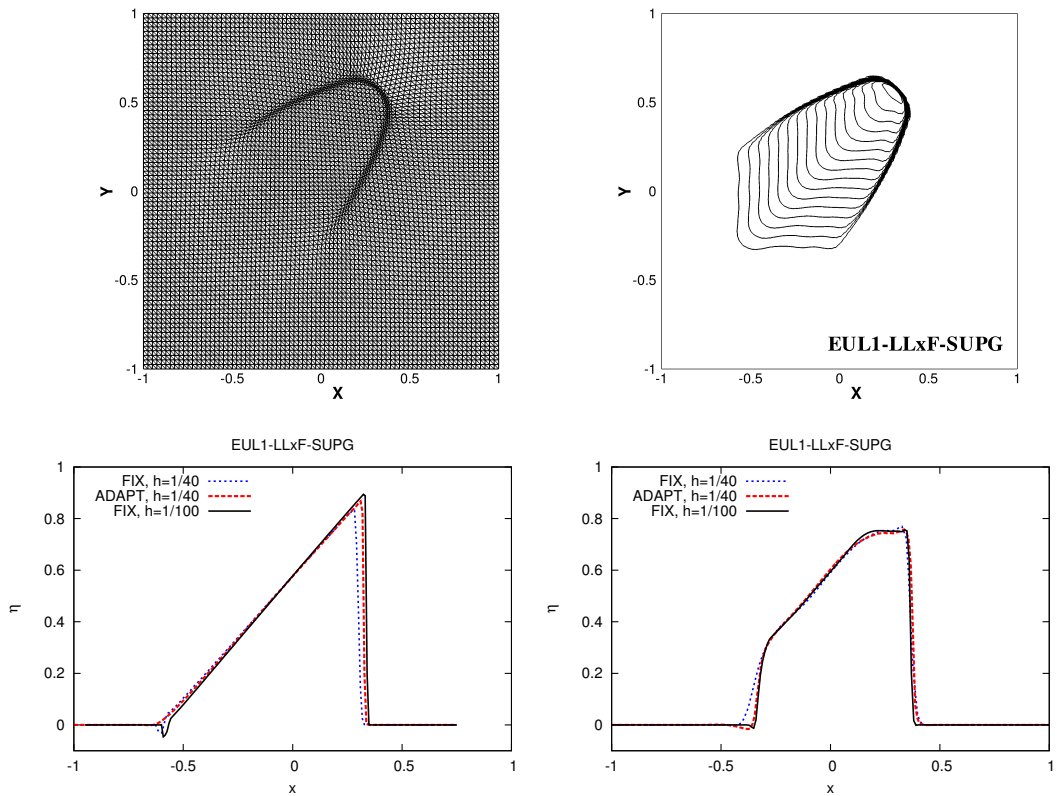 1
0.5
Y
0
-0.5
-1
-1 -0.5 0 0.5 1
X
1
0.5
Y
0
-0.5
-1
EUL1-LLxF-SUPG
-1 -0.5 0 0.5 1
X
EUL1-LLxF-SUPG
1
0.8
0.6
η
0.4
0.2
0
FIX, h=1/40
ADAPT, h=1/40
FIX, h=1/100
-1 -0.5 0 0.5 1
x
EUL1-LLxF-SUPG
1
0.8
0.6
η
0.4
0.2
0
FIX, h=1/40
ADAPT, h=1/40
FIX, h=1/100
-1 -0.5 0 0.5 1
x